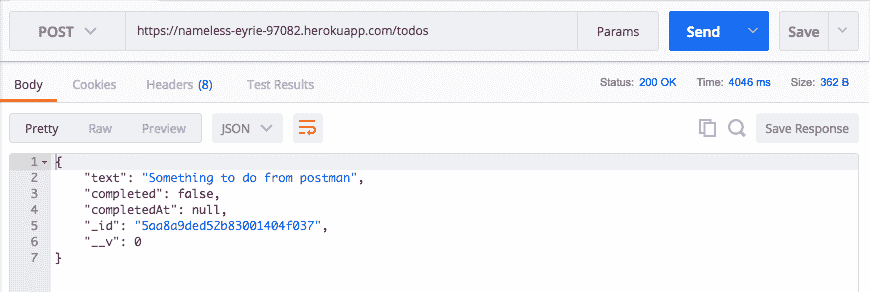 POST https://nameless-eyrie-97082.herokuapp.com/todos Params Send Save
Body Cookies Headers (8) Test Results Status: 200 OK Time: 4046 ms Size: 362 B
Pretty Raw Preview JSON Save Response
1 {
2 "text": "Something to do from postman",
3 "completed": false,
4 "completedAt": null,
5 "_id": "5aa8a9ded52b83001404f037",
6 "__v": 0
7 }